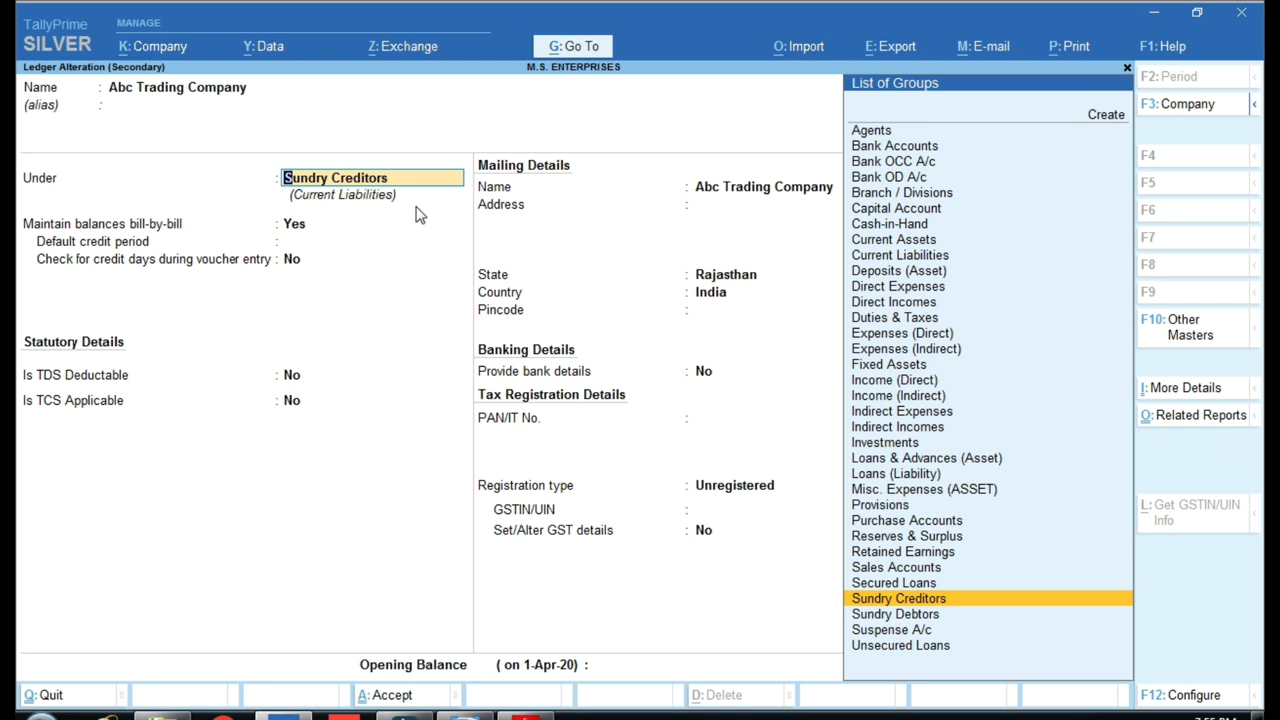 TallyPrime
MANAGE
SILVER
K: Company
Y: Data
Z: Exchange
G: Go To
O: Import
E: Export
M: E-mail
P: Print
F1: Help
Ledger Alteration (Secondary)
M.S. ENTERPRISES
Name : Abc Trading Company
(alias) :
Under : Sundry Creditors
(Current Liabilities)
Maintain balances bill-by-bill : Yes
Default credit period :
Check for credit days during voucher entry : No
Statutory Details
Is TDS Deductable : No
Is TCS Applicable : No
Mailing Details
Name : Abc Trading Company
Address :
State : Rajasthan
Country : India
Pincode :
Banking Details
Provide bank details : No
Tax Registration Details
PAN/IT No. :
Registration type : Unregistered
GSTIN/UIN :
Set/Alter GST details : No
Opening Balance ( on 1-Apr-20) :
List of Groups
Create
Agents
Bank Accounts
Bank OCC A/c
Bank OD A/c
Branch / Divisions
Capital Account
Cash-in-Hand
Current Assets
Current Liabilities
Deposits (Asset)
Direct Expenses
Direct Incomes
Duties & Taxes
Expenses (Direct)
Expenses (Indirect)
Fixed Assets
Income (Direct)
Income (Indirect)
Indirect Expenses
Indirect Incomes
Investments
Loans & Advances (Asset)
Loans (Liability)
Misc. Expenses (ASSET)
Provisions
Purchase Accounts
Reserves & Surplus
Retained Earnings
Sales Accounts
Secured Loans
Sundry Creditors
Sundry Debtors
Suspense A/c
Unsecured Loans
F2: Period
F3: Company
F4
F5
F6
F7
F8
F9
F10: Other
Masters
I: More Details
O: Related Reports
L: Get GSTIN/UIN
Info
F12: Configure
Q: Quit
A: Accept
D: Delete